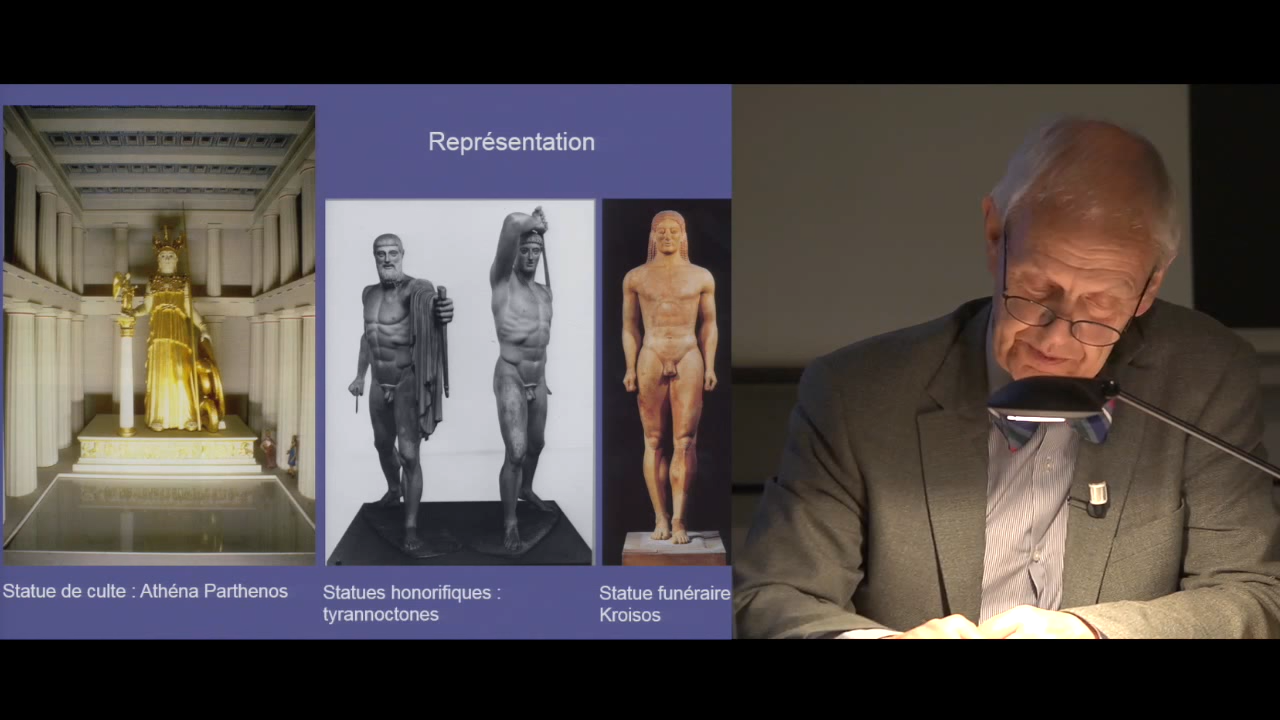 Représentation
Statue de culte : Athéna Parthenos
Statues honorifiques :
tyrannoctones
Statue funéraire
Kroisos